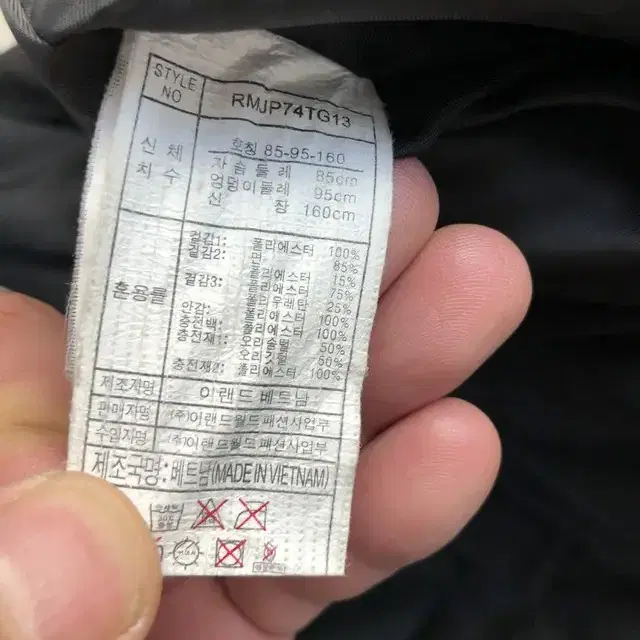 STYLE NO RMJP74TG13
신체 치수 호칭 85-95-160
가슴둘레 85cm
엉덩이둘레 95cm
신장 160cm
혼용률
겉감1: 폴리에스터 100%
겉감2: 면 85%
폴리에스터 15%
겉감3: 폴리에스터 75%
폴리우레탄 25%
안감: 폴리에스터 100%
충전백: 폴리에스터 100%
충전재1: 오리솜털 50%
오리깃털 50%
충전재2: 폴리에스터 100%
제조자명 이랜드베트남
판매자명 (주)이랜드월드패션사업부
수입자명 (주)이랜드월드패션사업부
제조국명: 베트남(MADE IN VIETNAM)